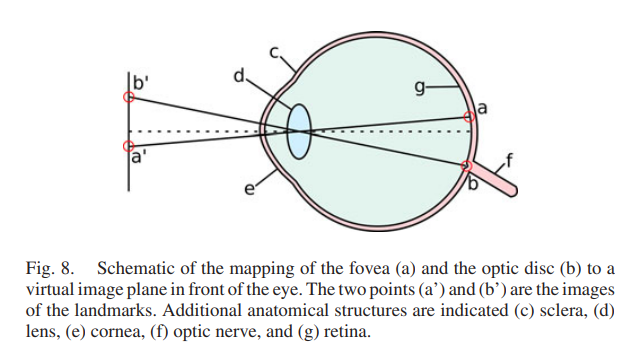 c
d
b'
g
a
a'
f
e
b
Fig. 8. Schematic of the mapping of the fovea (a) and the optic disc (b) to a
virtual image plane in front of the eye. The two points (a’) and (b’) are the images
of the landmarks. Additional anatomical structures are indicated (c) sclera, (d)
lens, (e) cornea, (f) optic nerve, and (g) retina.